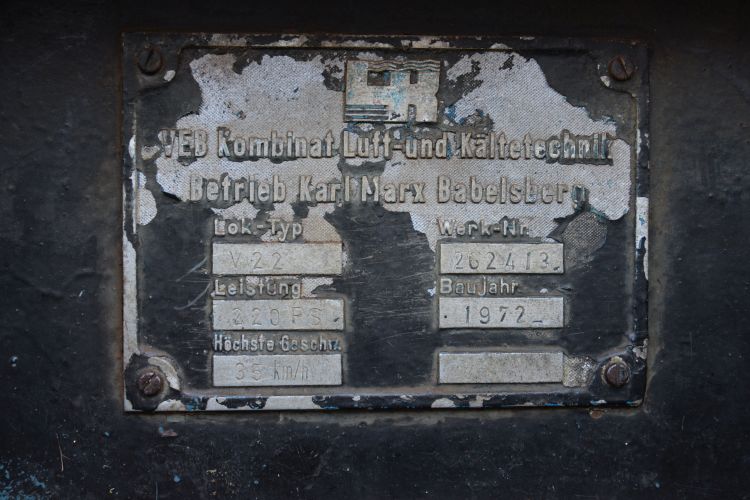 VEB Kombinat Luft-und Kältetechnik
Betrieb Karl Marx Babelsberg
Lok-Typ Werk-Nr.
V 22 262413
Leistung Baujahr
220 PS 1972
Höchste Geschw.
35 km/h